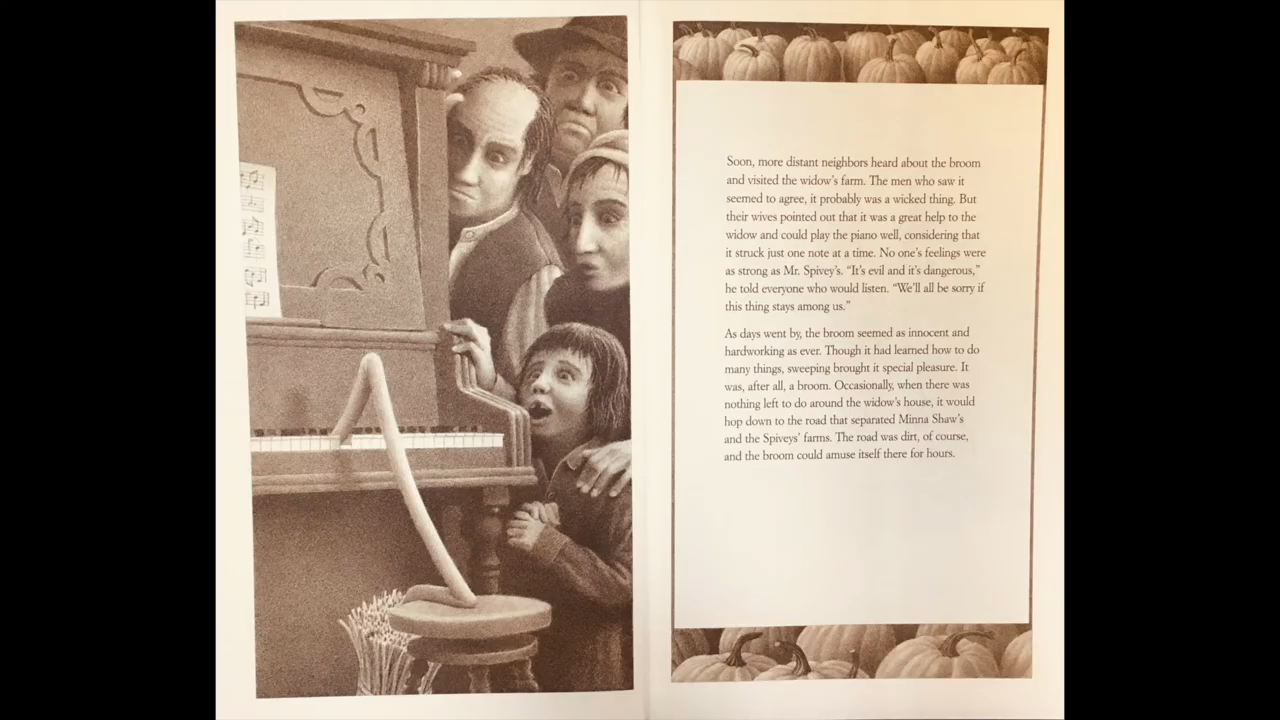 Soon, more distant neighbors heard about the broom
and visited the widow's farm. The men who saw it
seemed to agree, it probably was a wicked thing. But
their wives pointed out that it was a great help to the
widow and could play the piano well, considering that
it struck just one note at a time. No one's feelings were
as strong as Mr. Spivey's. “It's evil and it's dangerous,”
he told everyone who would listen. “We'll all be sorry if
this thing stays among us.”
As days went by, the broom seemed as innocent and
hardworking as ever. Though it had learned how to do
many things, sweeping brought it special pleasure. It
was, after all, a broom. Occasionally, when there was
nothing left to do around the widow's house, it would
hop down to the road that separated Minna Shaw's
and the Spiveys' farms. The road was dirt, of course,
and the broom could amuse itself there for hours.